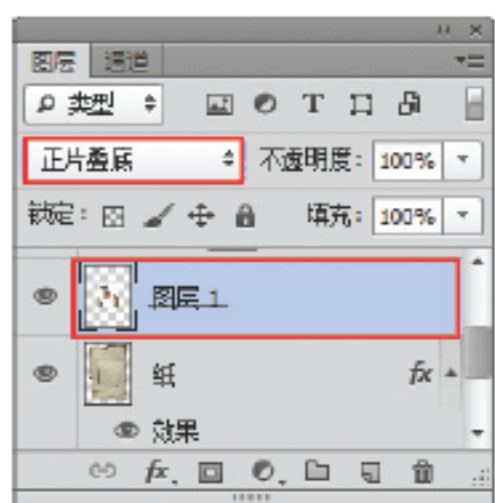 图层 通道
类型
正片叠底 不透明度: 100%
锁定: 填充: 100%
图层 1
纸 fx
效果
fx